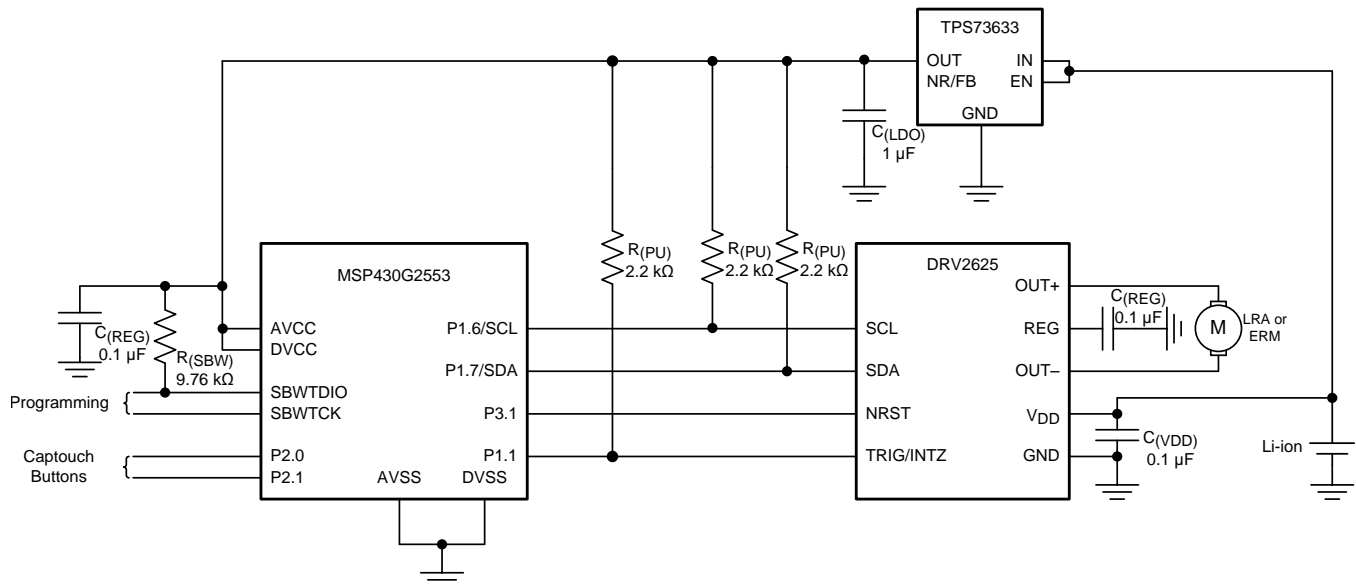 TPS73633
OUT
IN
NR/FB
EN
GND
C(LDO)
1 µF
R(PU)
2.2 kΩ
R(PU)
2.2 kΩ
R(PU)
2.2 kΩ
MSP430G2553
AVCC
DVCC
SBWTDIO
SBWTCK
P2.0
P2.1
P1.6/SCL
P1.7/SDA
P3.1
P1.1
AVSS
DVSS
C(REG)
0.1 µF
R(SBW)
9.76 kΩ
Programming
Captouch
Buttons
DRV2625
SCL
SDA
NRST
TRIG/INTZ
OUT+
REG
OUT–
VDD
GND
C(REG)
0.1 µF
M
LRA or
ERM
C(VDD)
0.1 µF
Li-ion